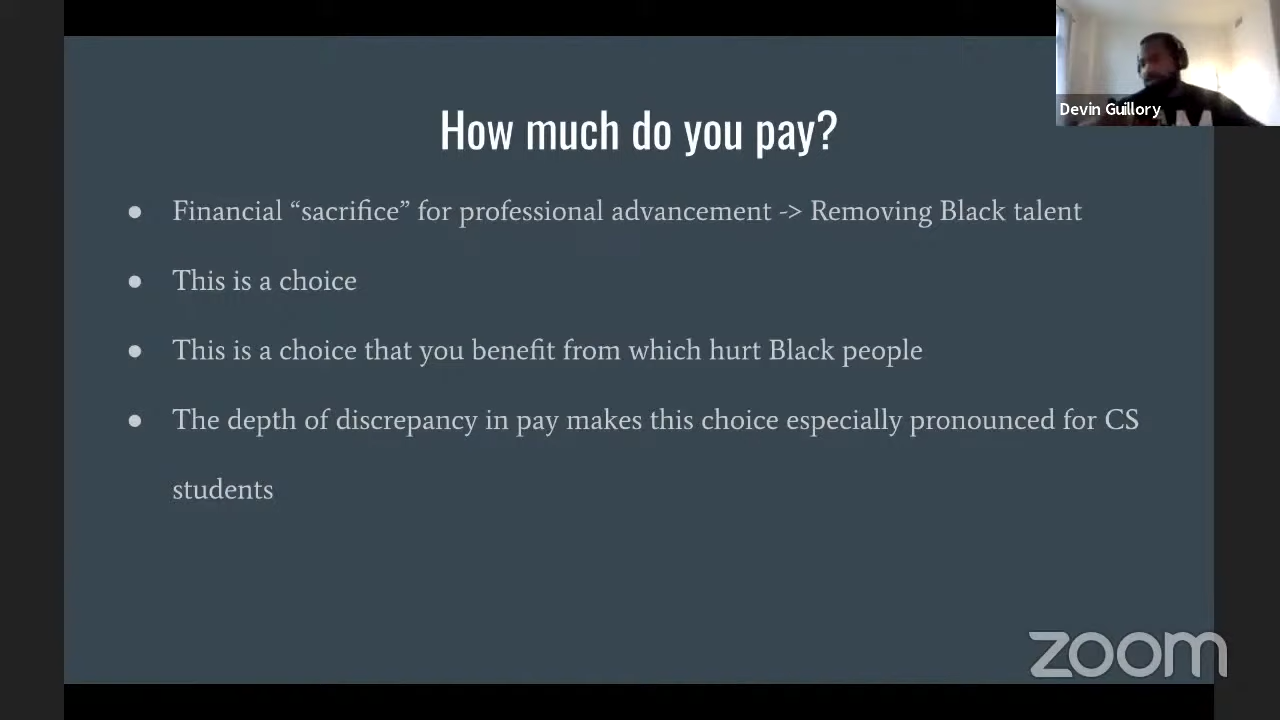 Devin Guillory
How much do you pay?
● Financial “sacrifice” for professional advancement -> Removing Black talent
● This is a choice
● This is a choice that you benefit from which hurt Black people
● The depth of discrepancy in pay makes this choice especially pronounced for CS
students
zoom